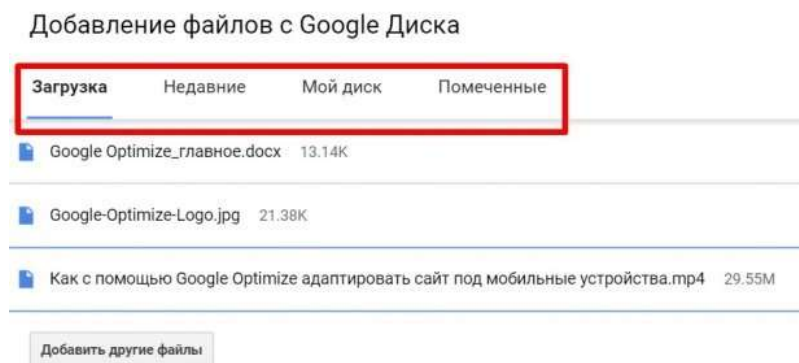 Добавление файлов с Google Диска
Загрузка Недавние Мой диск Помеченные
Google Optimize_главное.docx 13.14K
Google-Optimize-Logo.jpg 21.38K
Как с помощью Google Optimize адаптировать сайт под мобильные устройства.mp4 29.55M
Добавить другие файлы